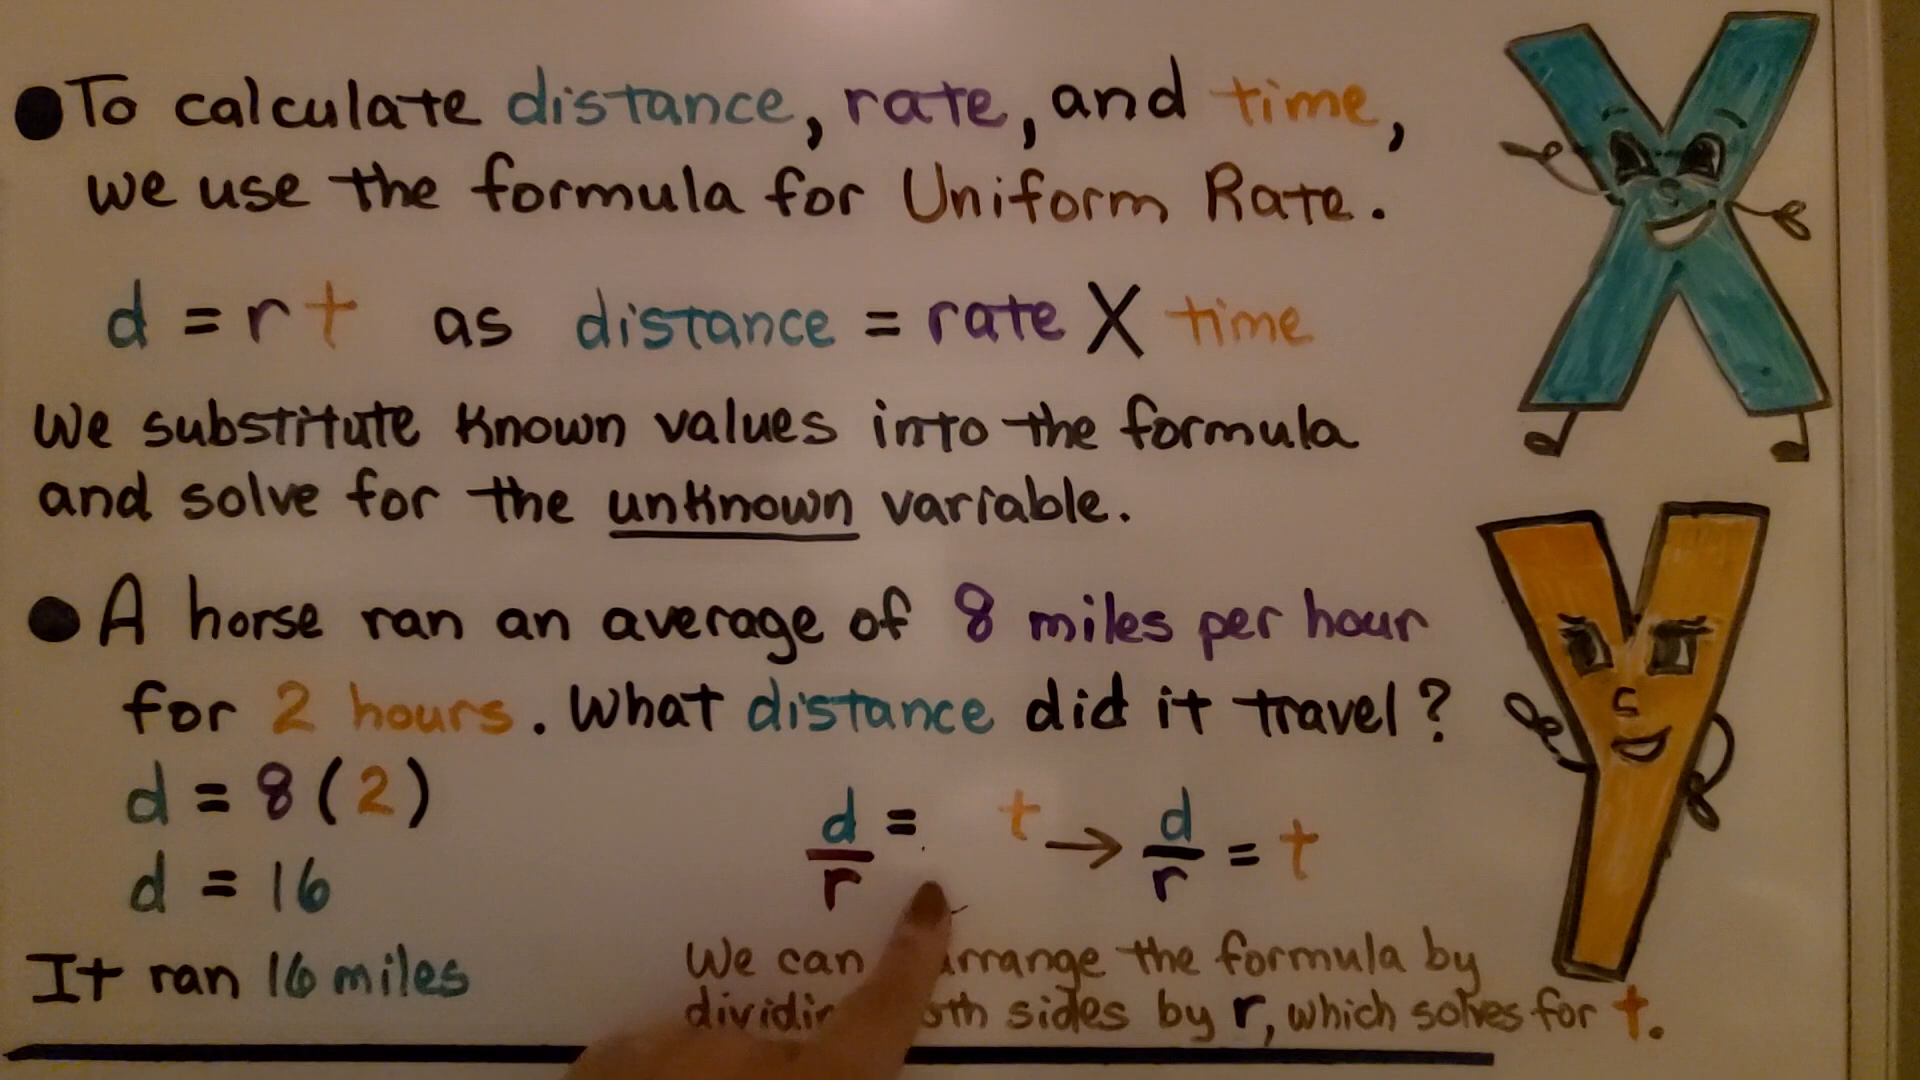 To calculate distance, rate, and time,
we use the formula for Uniform Rate.
d = rt as distance = rate X time
We substitute known values into the formula
and solve for the unknown variable.
A horse ran an average of 8 miles per hour
for 2 hours. What distance did it travel?
d = 8(2)
d = 16
It ran 16 miles
d/r = t → d/r = t
We can the formula by
sides by r, which solves for t.